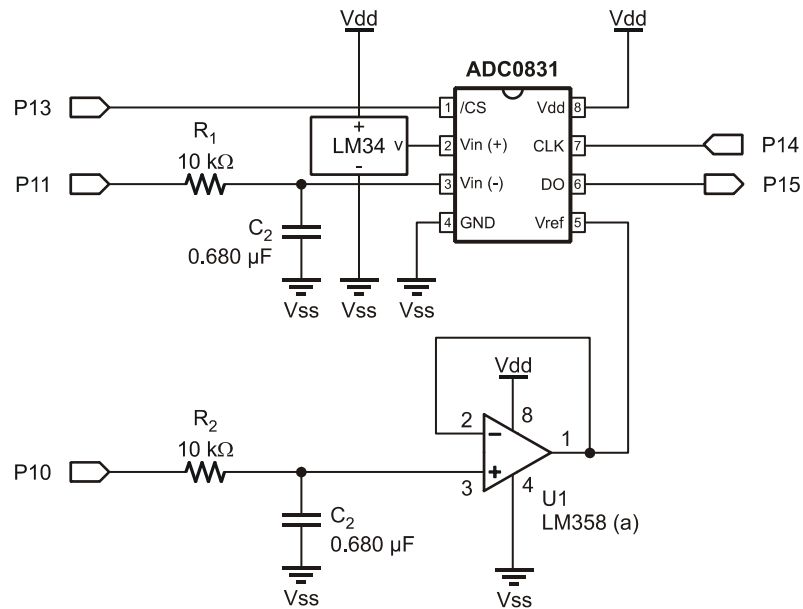 Vdd
Vdd
ADC0831
P13
1 /CS Vdd 8
R1
10 kΩ
+
LM34 v
-
2 Vin (+) CLK 7
P14
P11
3 Vin (-) DO 6
P15
4 GND Vref 5
C2
0.680 µF
Vss
Vss
Vss
Vdd
R2
10 kΩ
2
8
1
P10
3
4
U1
LM358 (a)
C2
0.680 µF
Vss
Vss